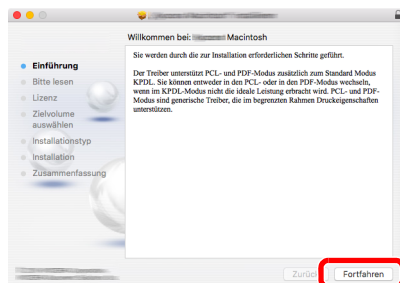 Willkommen bei: Macintosh
Einführung
Bitte lesen
Lizenz
Zielvolume
auswählen
Installationstyp
Installation
Zusammenfassung
Sie werden durch die zur Installation erforderlichen Schritte geführt.
Der Treiber unterstützt PCL- und PDF-Modus zusätzlich zum Standard Modus
KPDL. Sie können entweder in den PCL- oder in den PDF-Modus wechseln,
wenn im KPDL-Modus nicht die ideale Leistung erbracht wird. PCL- und PDF-
Modus sind generische Treiber, die im begrenzten Rahmen Druckeigenschaften
unterstützen.
Zurück
Fortfahren